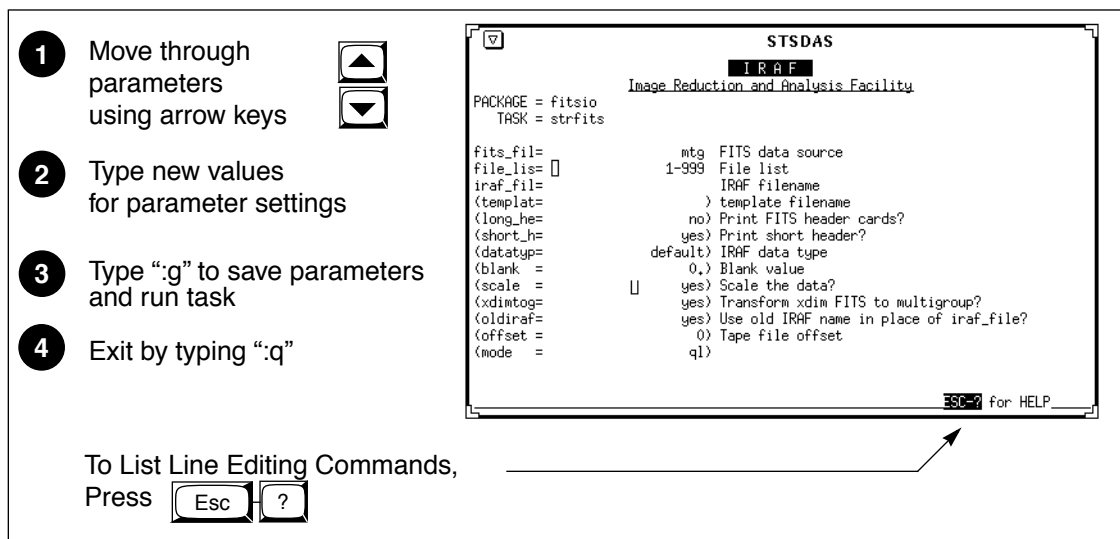 1 Move through
parameters
using arrow keys
2 Type new values
for parameter settings
3 Type “:g” to save parameters
and run task
4 Exit by typing “:q”
To List Line Editing Commands,
Press Esc - ?
STSDAS
I R A F
Image Reduction and Analysis Facility
PACKAGE = fitsio
TASK = strfits
fits_fil= mtg FITS data source
file_lis= 1-999 File list
iraf_fil= IRAF filename
(templat= ) template filename
(long_he= no) Print FITS header cards?
(short_h= yes) Print short header?
(datatyp= default) IRAF data type
(blank = 0.) Blank value
(scale = yes) Scale the data?
(xdimtog= yes) Transform xdim FITS to multigroup?
(oldiraf= yes) Use old IRAF name in place of iraf_file?
(offset = 0) Tape file offset
(mode = ql)
ESC-? for HELP